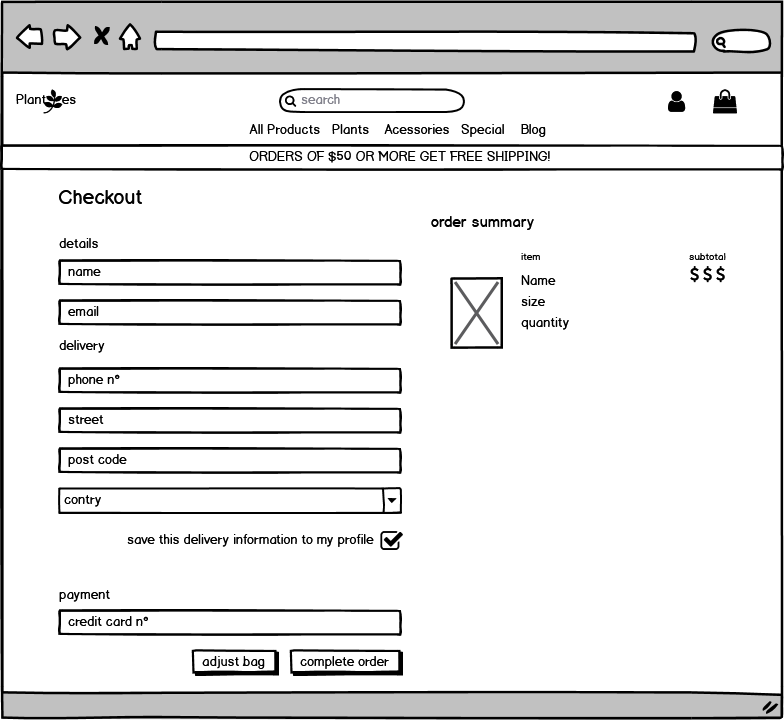 Planties
search
All Products Plants Acessories Special Blog
ORDERS OF $50 OR MORE GET FREE SHIPPING!
Checkout
order summary
details
item subtotal
name
Name $$$
size
email
quantity
delivery
phone n°
street
post code
contry
save this delivery information to my profile
payment
credit card n°
adjust bag complete order